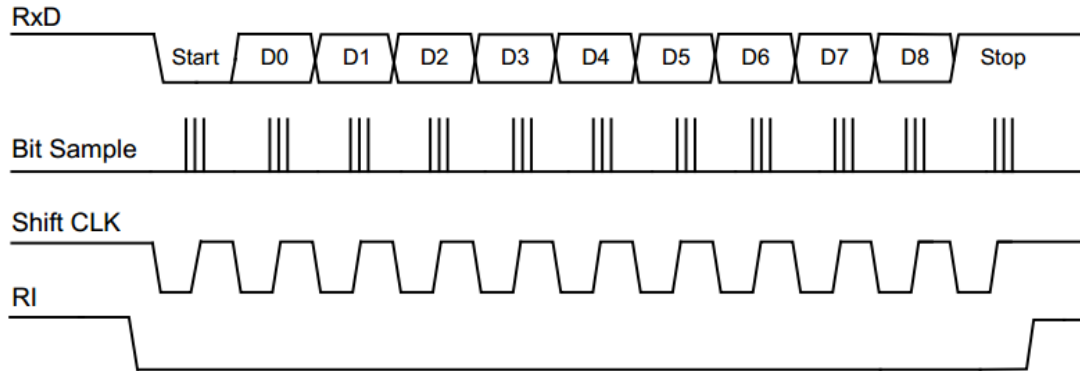 RxD
Start D0 D1 D2 D3 D4 D5 D6 D7 D8 Stop
Bit Sample
Shift CLK
RI